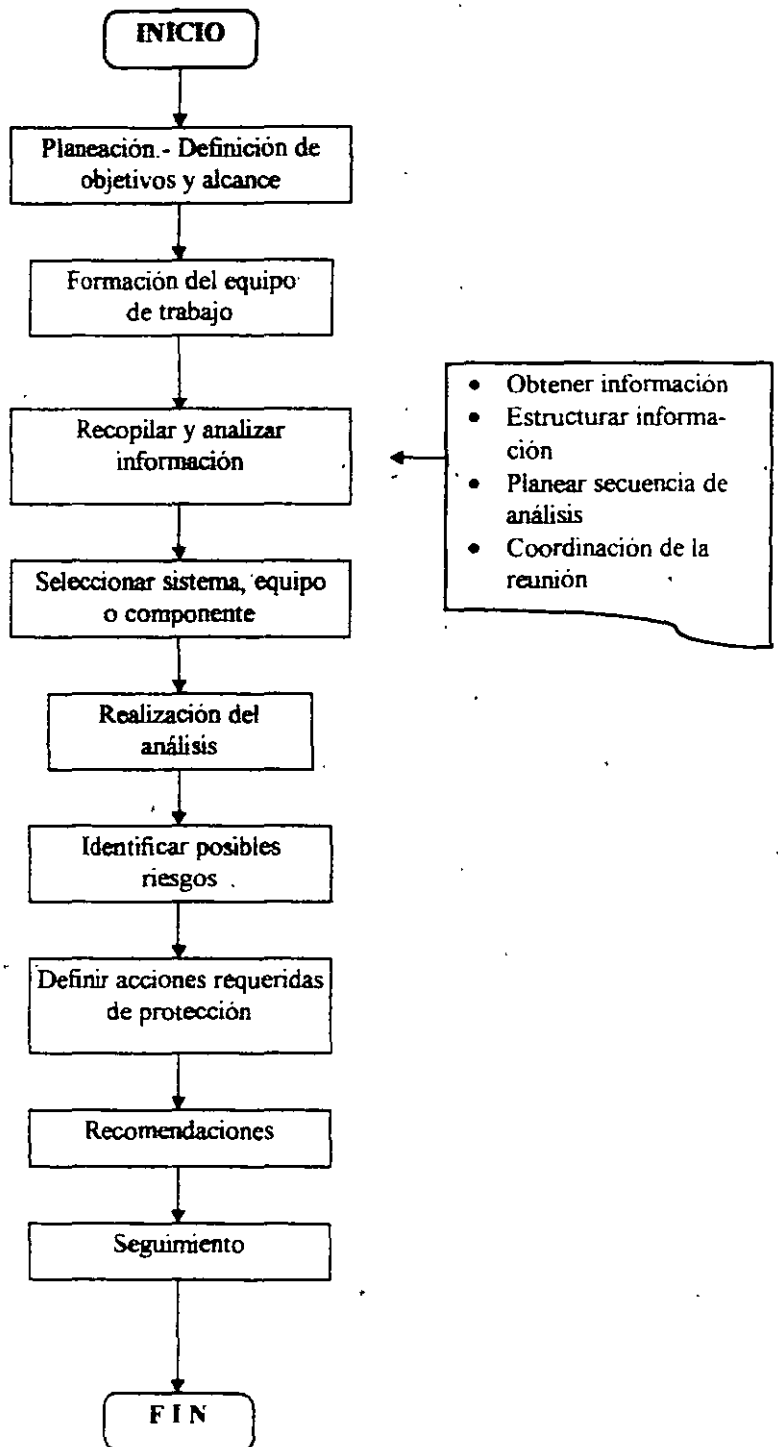 INICIO
Planeación.- Definición de
objetivos y alcance
Formación del equipo
de trabajo
Recopilar y analizar
información
• Obtener información
• Estructurar informa-
ción
• Planear secuencia de
análisis
• Coordinación de la
reunión
Seleccionar sistema, equipo
o componente
Realización del
análisis
Identificar posibles
riesgos
Definir acciones requeridas
de protección
Recomendaciones
Seguimiento
F I N